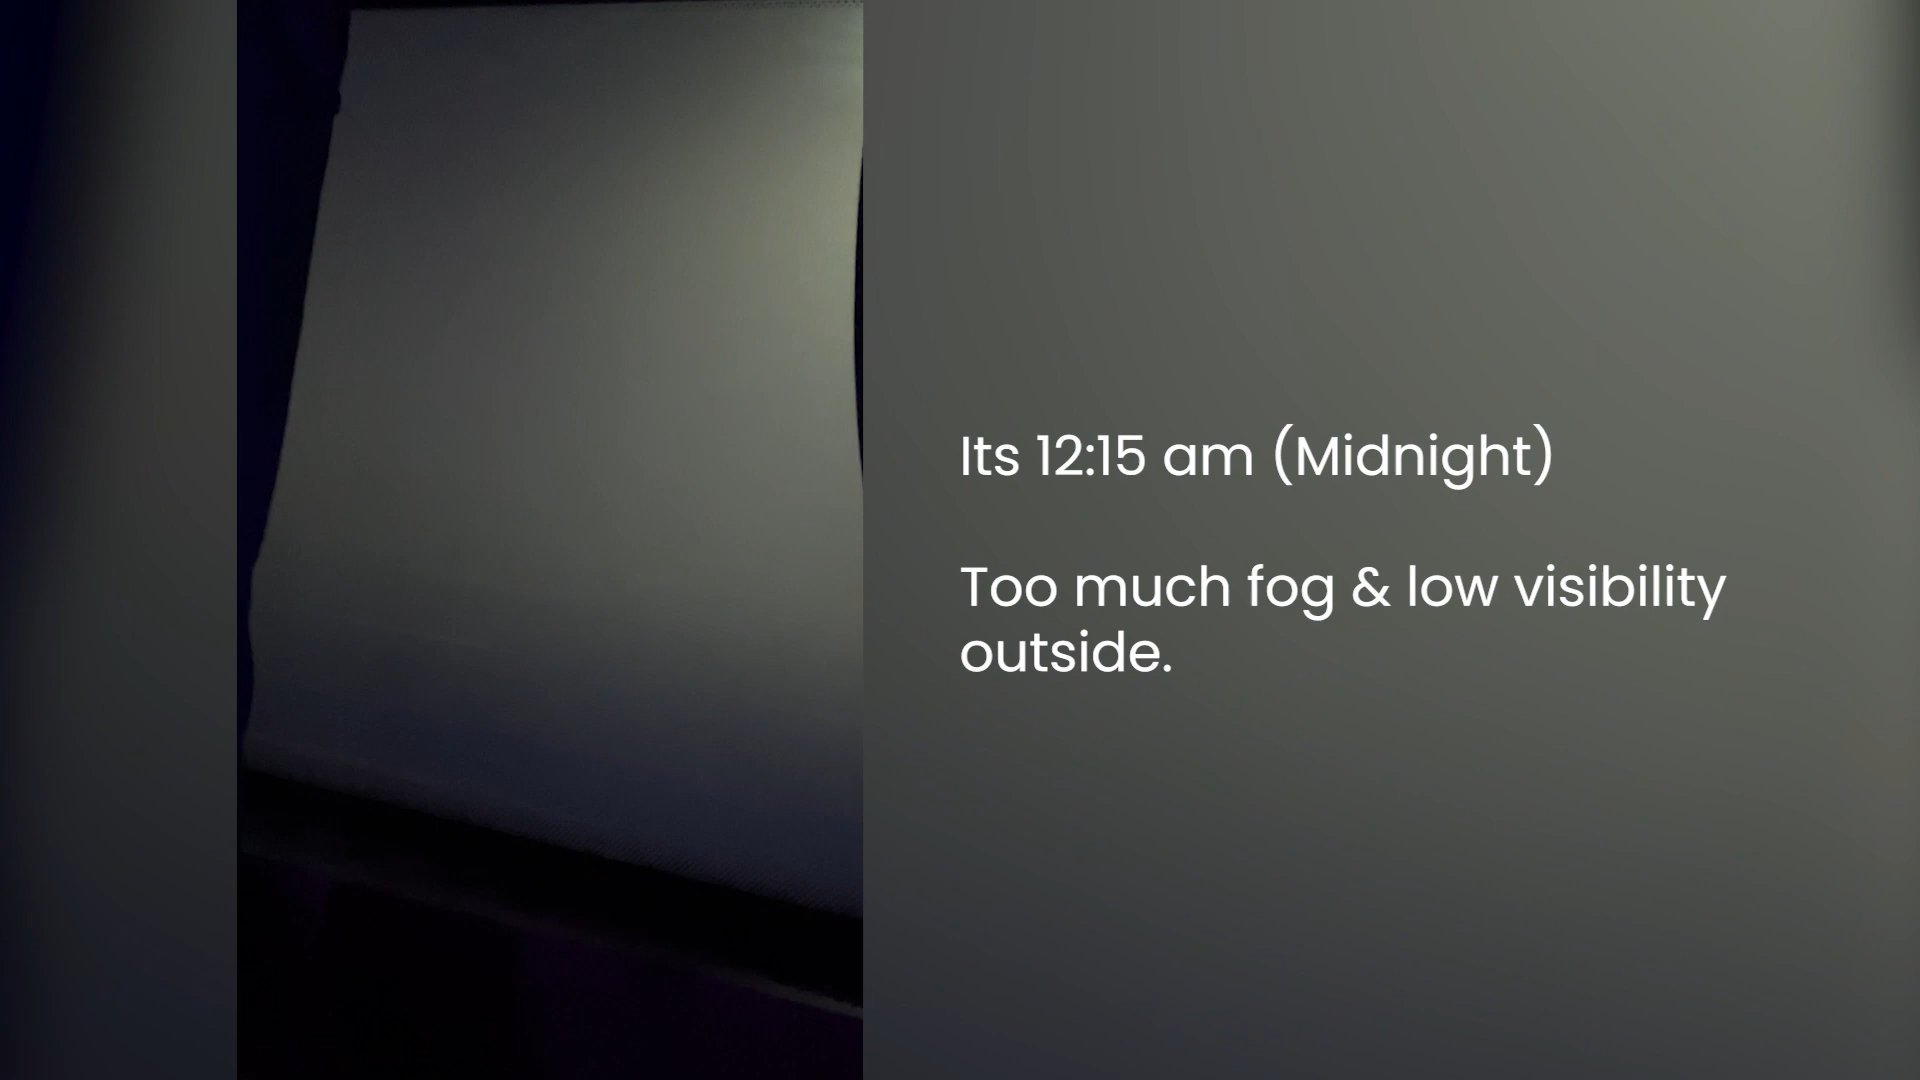 Its 12:15 am (Midnight)
Too much fog & low visibility
outside.